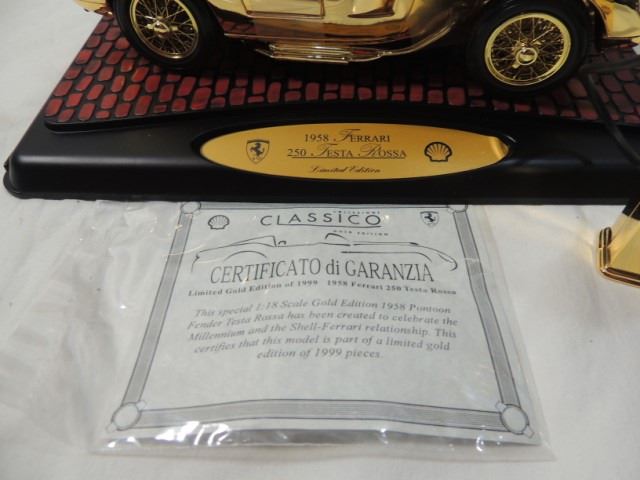 1958 FERRARI
250 TESTA ROSSA
Limited Edition
COLLEZIONE
CLASSICO
GOLD EDITION
CERTIFICATO di GARANZIA
Limited Gold Edition of 1999 1958 Ferrari 250 Testa Rossa
This special 1:18 Scale Gold Edition 1958 Pontoon
Fender Testa Rossa has been created to celebrate the
Millennium and the Shell-Ferrari relationship. This
certifies that this model is part of a limited gold
edition of 1999 pieces.